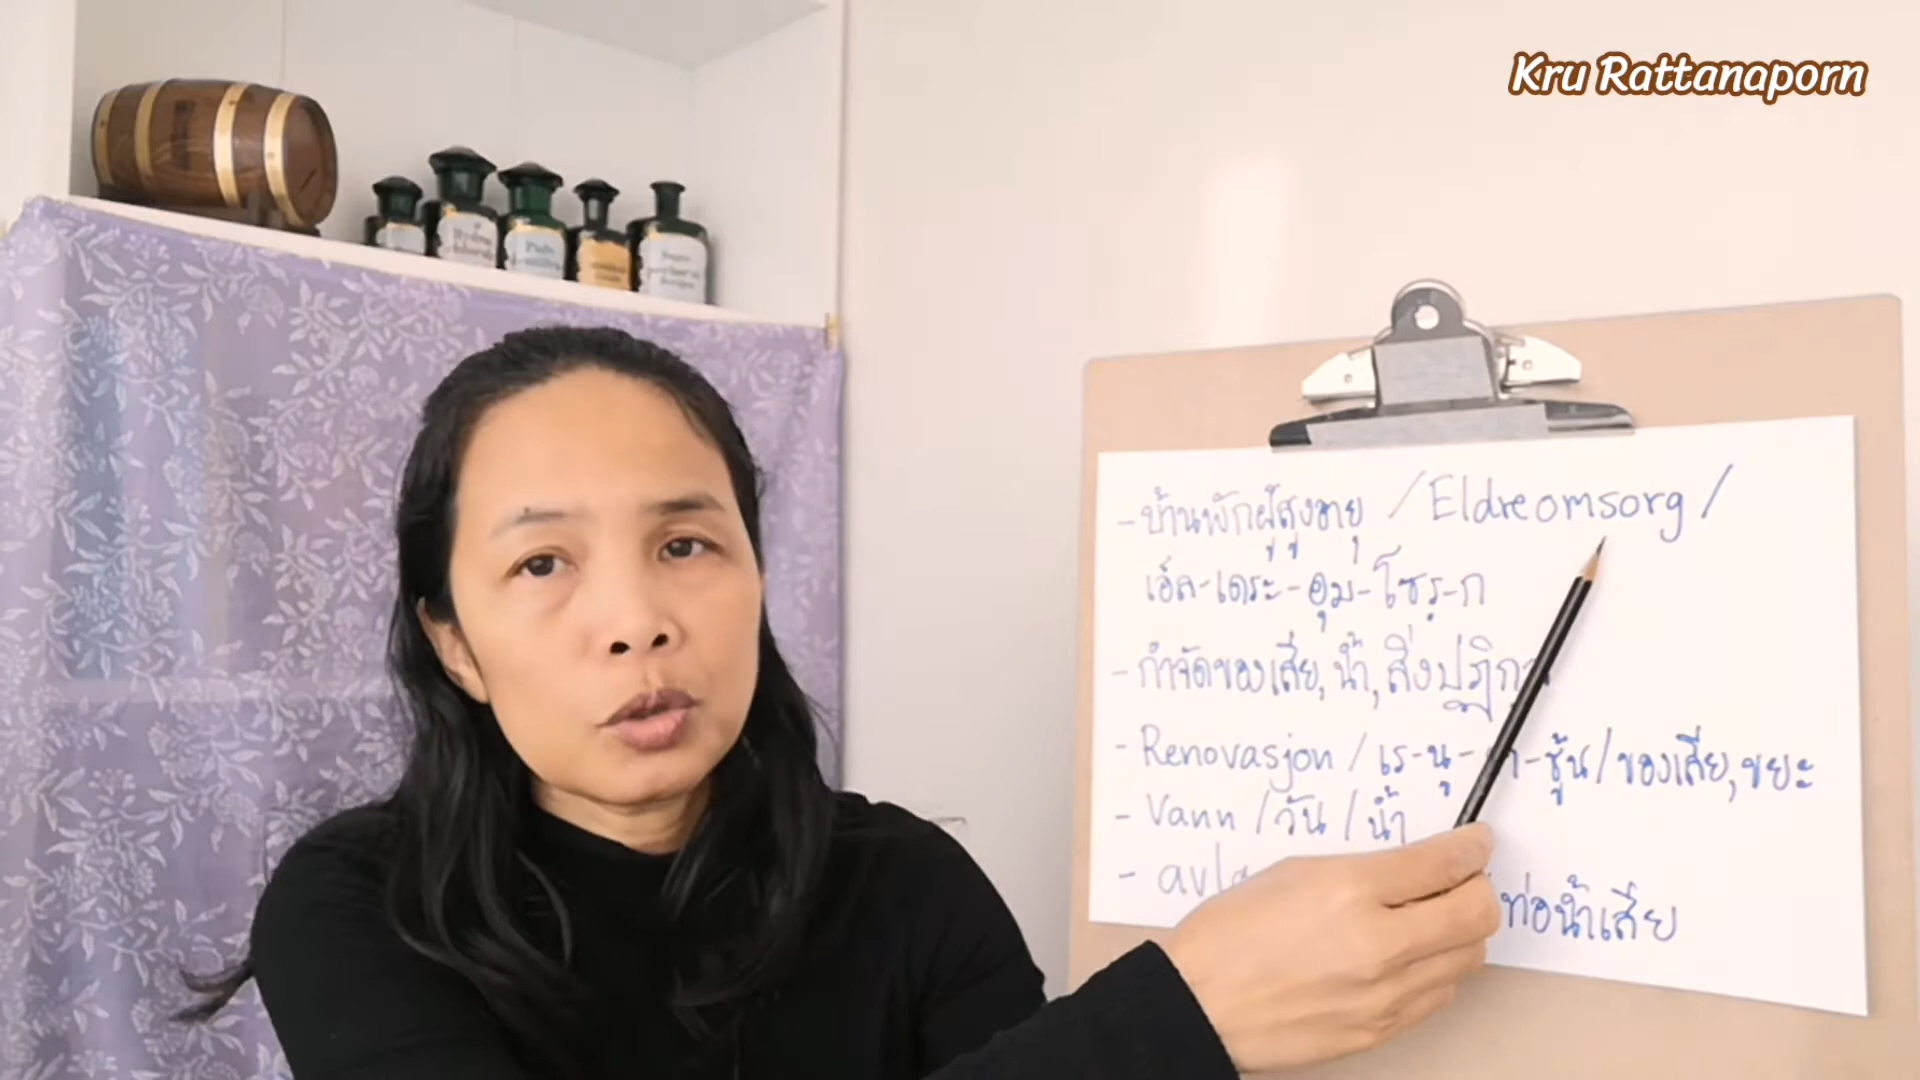 Kru Rattanaporn
- บ้านพักผู้สูงอายุ / Eldreomsorg /
เอ็ล-เดระ-อุม-โซรฺ-ก
- กำจัดของเสีย, น้ำ, สิ่งปฏิกูล
- Renovasjon / เร-นู- -ชุ้น / ของเสีย, ขยะ
- Vann / วัน / น้ำ
- avl ท่อน้ำเสีย